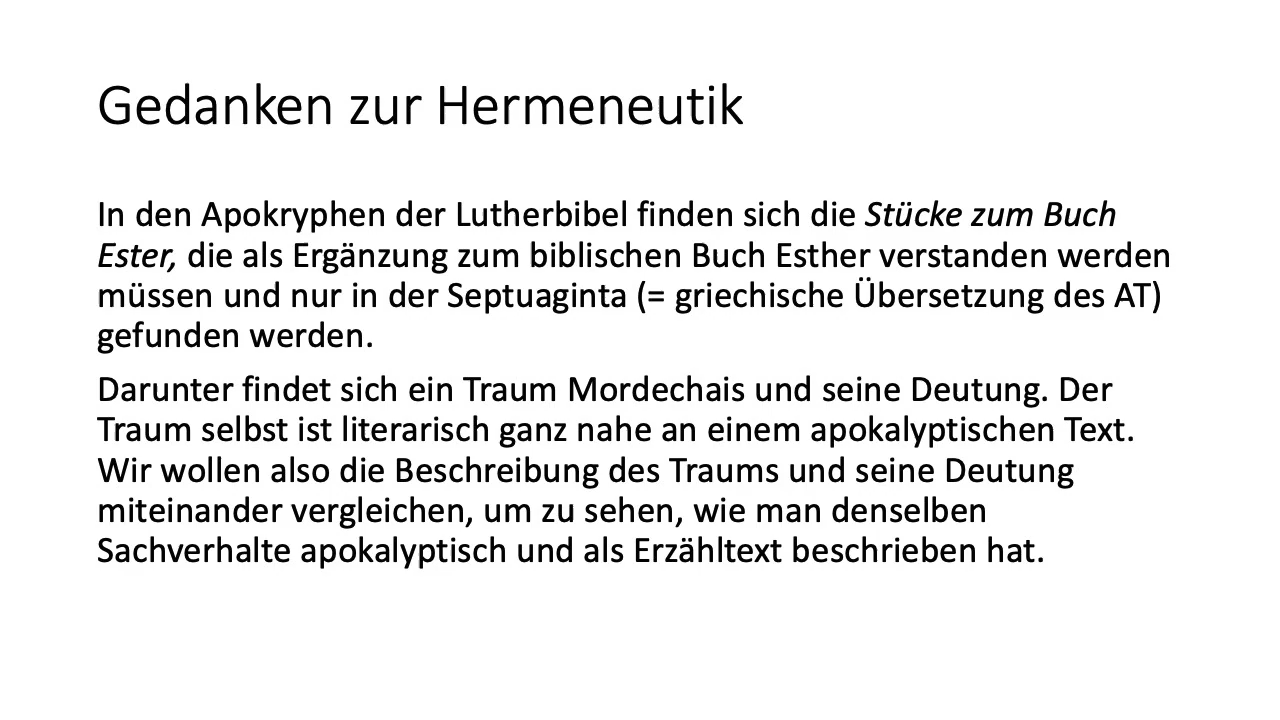 Gedanken zur Hermeneutik
In den Apokryphen der Lutherbibel finden sich die Stücke zum Buch
Ester, die als Ergänzung zum biblischen Buch Esther verstanden werden
müssen und nur in der Septuaginta (= griechische Übersetzung des AT)
gefunden werden.
Darunter findet sich ein Traum Mordechais und seine Deutung. Der
Traum selbst ist literarisch ganz nahe an einem apokalyptischen Text.
Wir wollen also die Beschreibung des Traums und seine Deutung
miteinander vergleichen, um zu sehen, wie man denselben
Sachverhalte apokalyptisch und als Erzähltext beschrieben hat.